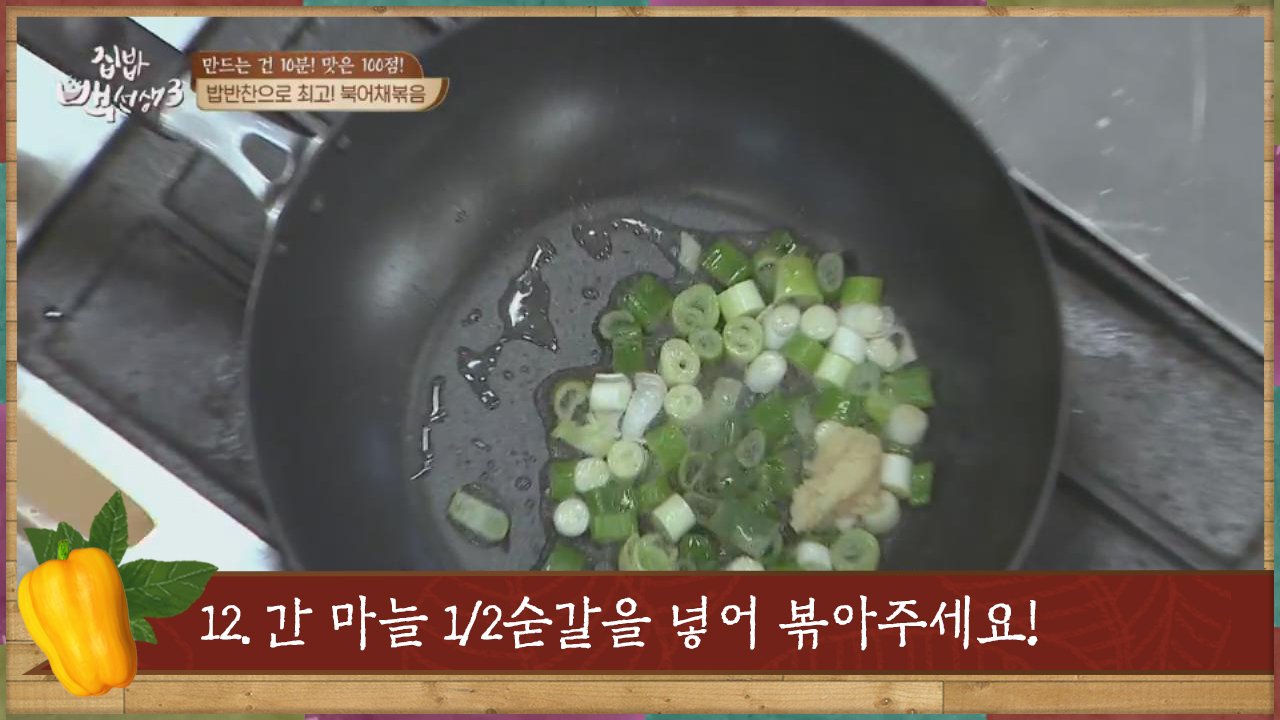 집밥
백선생3
만드는 건 10분! 맛은 100점!
밥반찬으로 최고! 북어채볶음
12. 간 마늘 1/2숟갈을 넣어 볶아주세요!